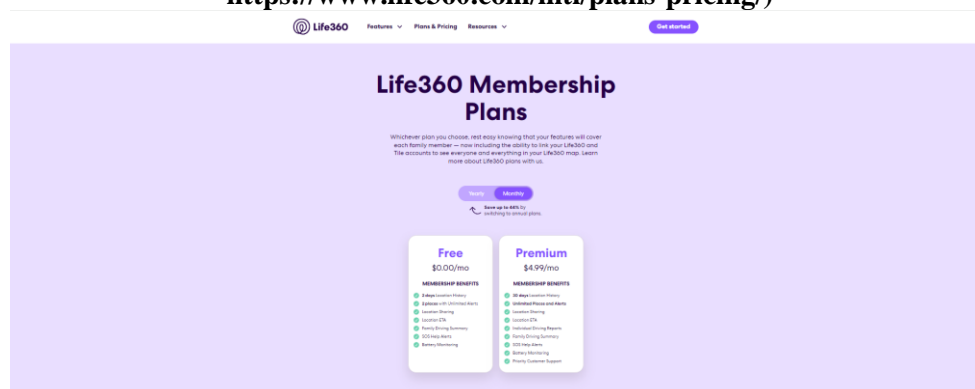 https://www.life360.com/intl/plans-pricing/)
Life360 Features Plans & Pricing Resources Get started
Life360 Membership
Plans
Whichever plan you choose, rest easy knowing that your features will cover
each family member — now including the ability to link your Life360 and
Tile accounts to see everyone and everything in your Life360 map. Learn
more about Life360 plans with us.
Yearly Monthly
Save up to 44% by
switching to annual plans.
Free
$0.00/mo
MEMBERSHIP BENEFITS
2 days Location History
2 places with Unlimited Alerts
Location Sharing
Location ETA
Family Driving Summary
SOS Help Alerts
Battery Monitoring
Premium
$4.99/mo
MEMBERSHIP BENEFITS
30 days Location History
Unlimited Places and Alerts
Location Sharing
Location ETA
Individual Driving Reports
Family Driving Summary
SOS Help Alerts
Battery Monitoring
Priority Customer Support